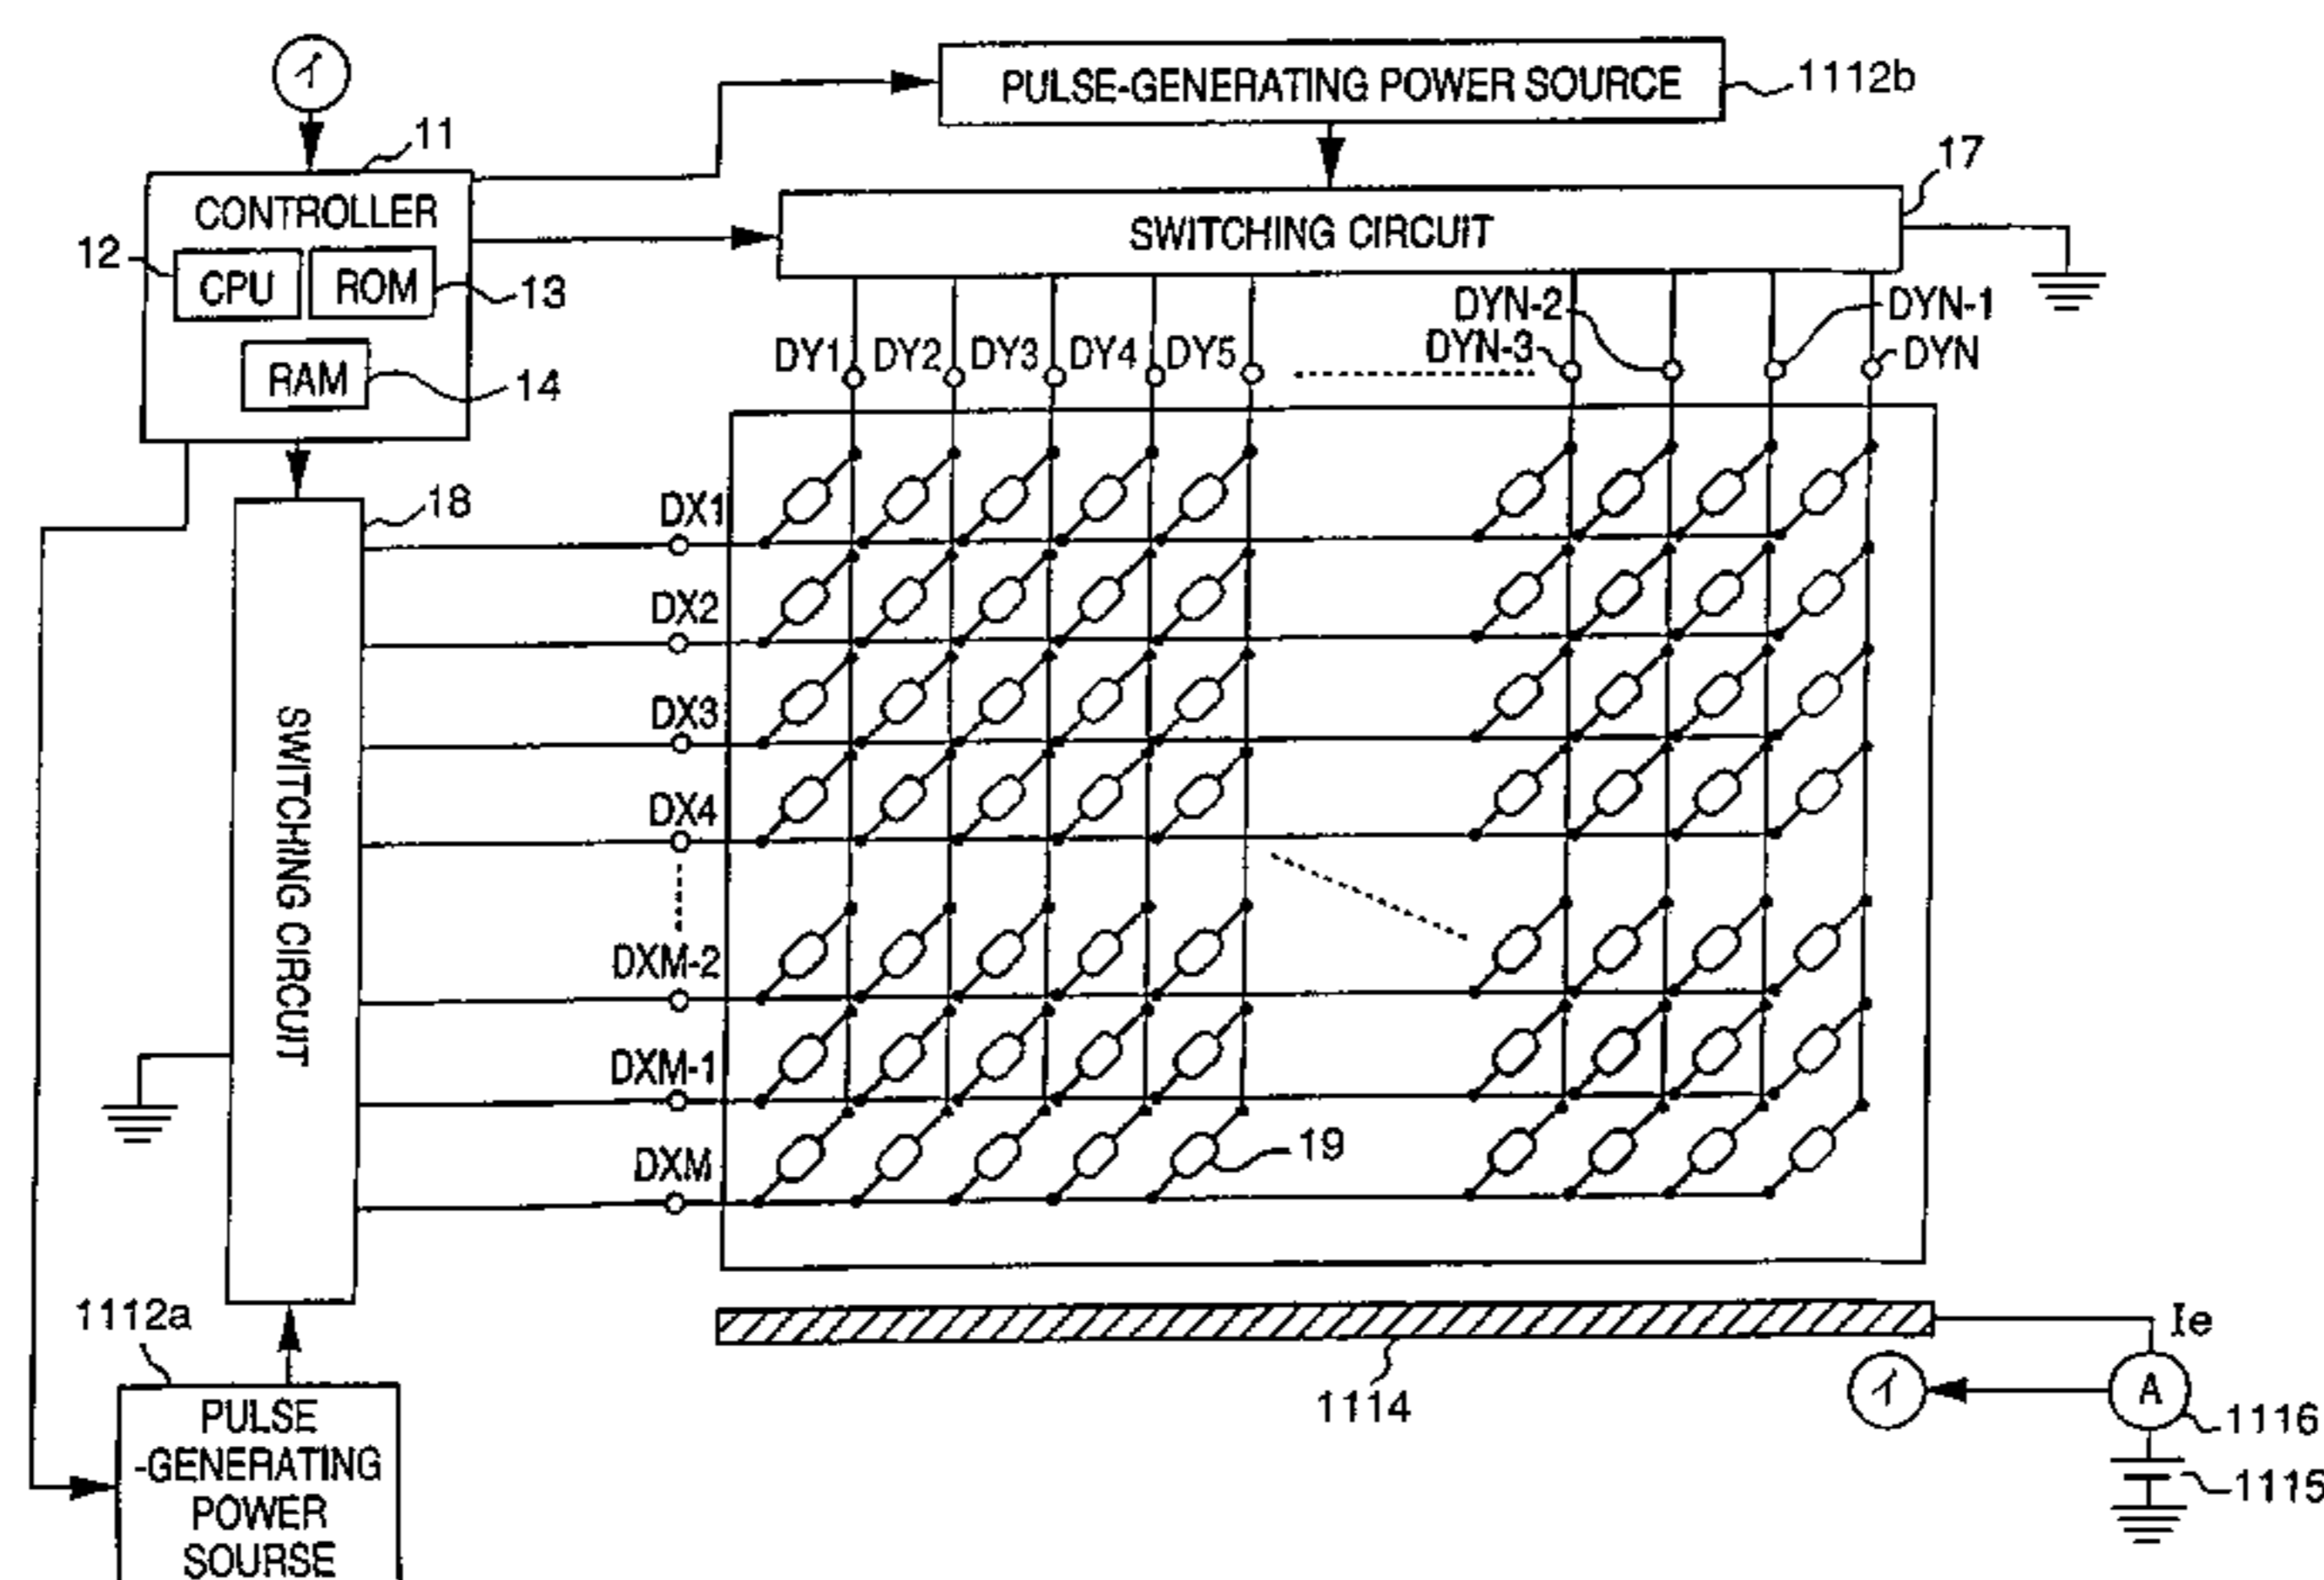 イ
PULSE-GENERATING POWER SOURCE
1112b
11
17
CONTROLLER
SWITCHING CIRCUIT
12
CPU
ROM
13
DYN-2
DYN-1
DY1
DY2
DY3
DY4
DY5
DYN-3
DYN
RAM
14
18
DX1
DX2
DX3
DX4
SWITCHING CIRCUIT
DXM-2
DXM-1
DXM
19
1112a
Ie
1114
イ
A
1116
1115
PULSE
-GENERATING
POWER
SOURSE